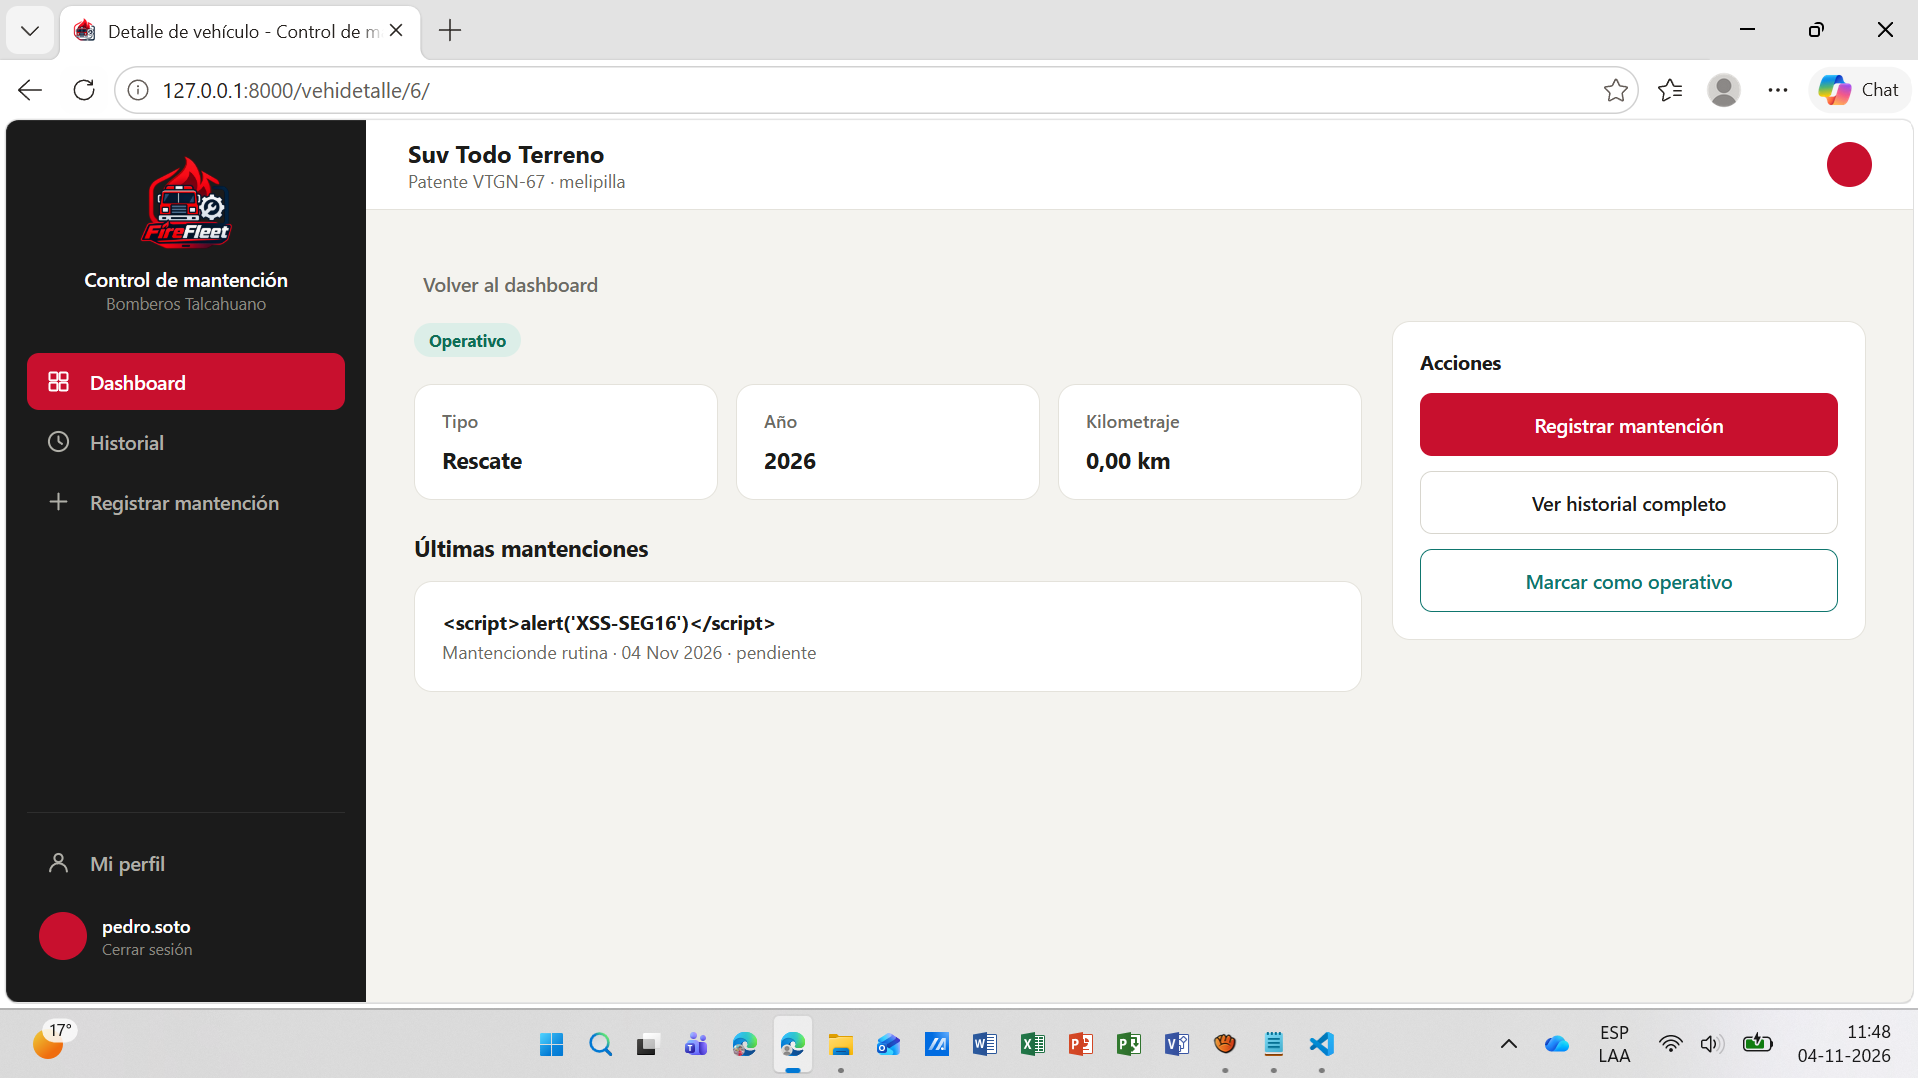 Detalle de vehículo - Control de m
127.0.0.1:8000/vehidetalle/6/
Chat
FireFleet
Control de mantención
Bomberos Talcahuano
Dashboard
Historial
Registrar mantención
Mi perfil
pedro.soto
Cerrar sesión
Suv Todo Terreno
Patente VTGN-67 · melipilla
Volver al dashboard
Operativo
Tipo
Rescate
Año
2026
Kilometraje
0,00 km
Últimas mantenciones
<script>alert('XSS-SEG16')</script>
Mantencionde rutina · 04 Nov 2026 · pendiente
Acciones
Registrar mantención
Ver historial completo
Marcar como operativo
17°
ESP
LAA
11:48
04-11-2026